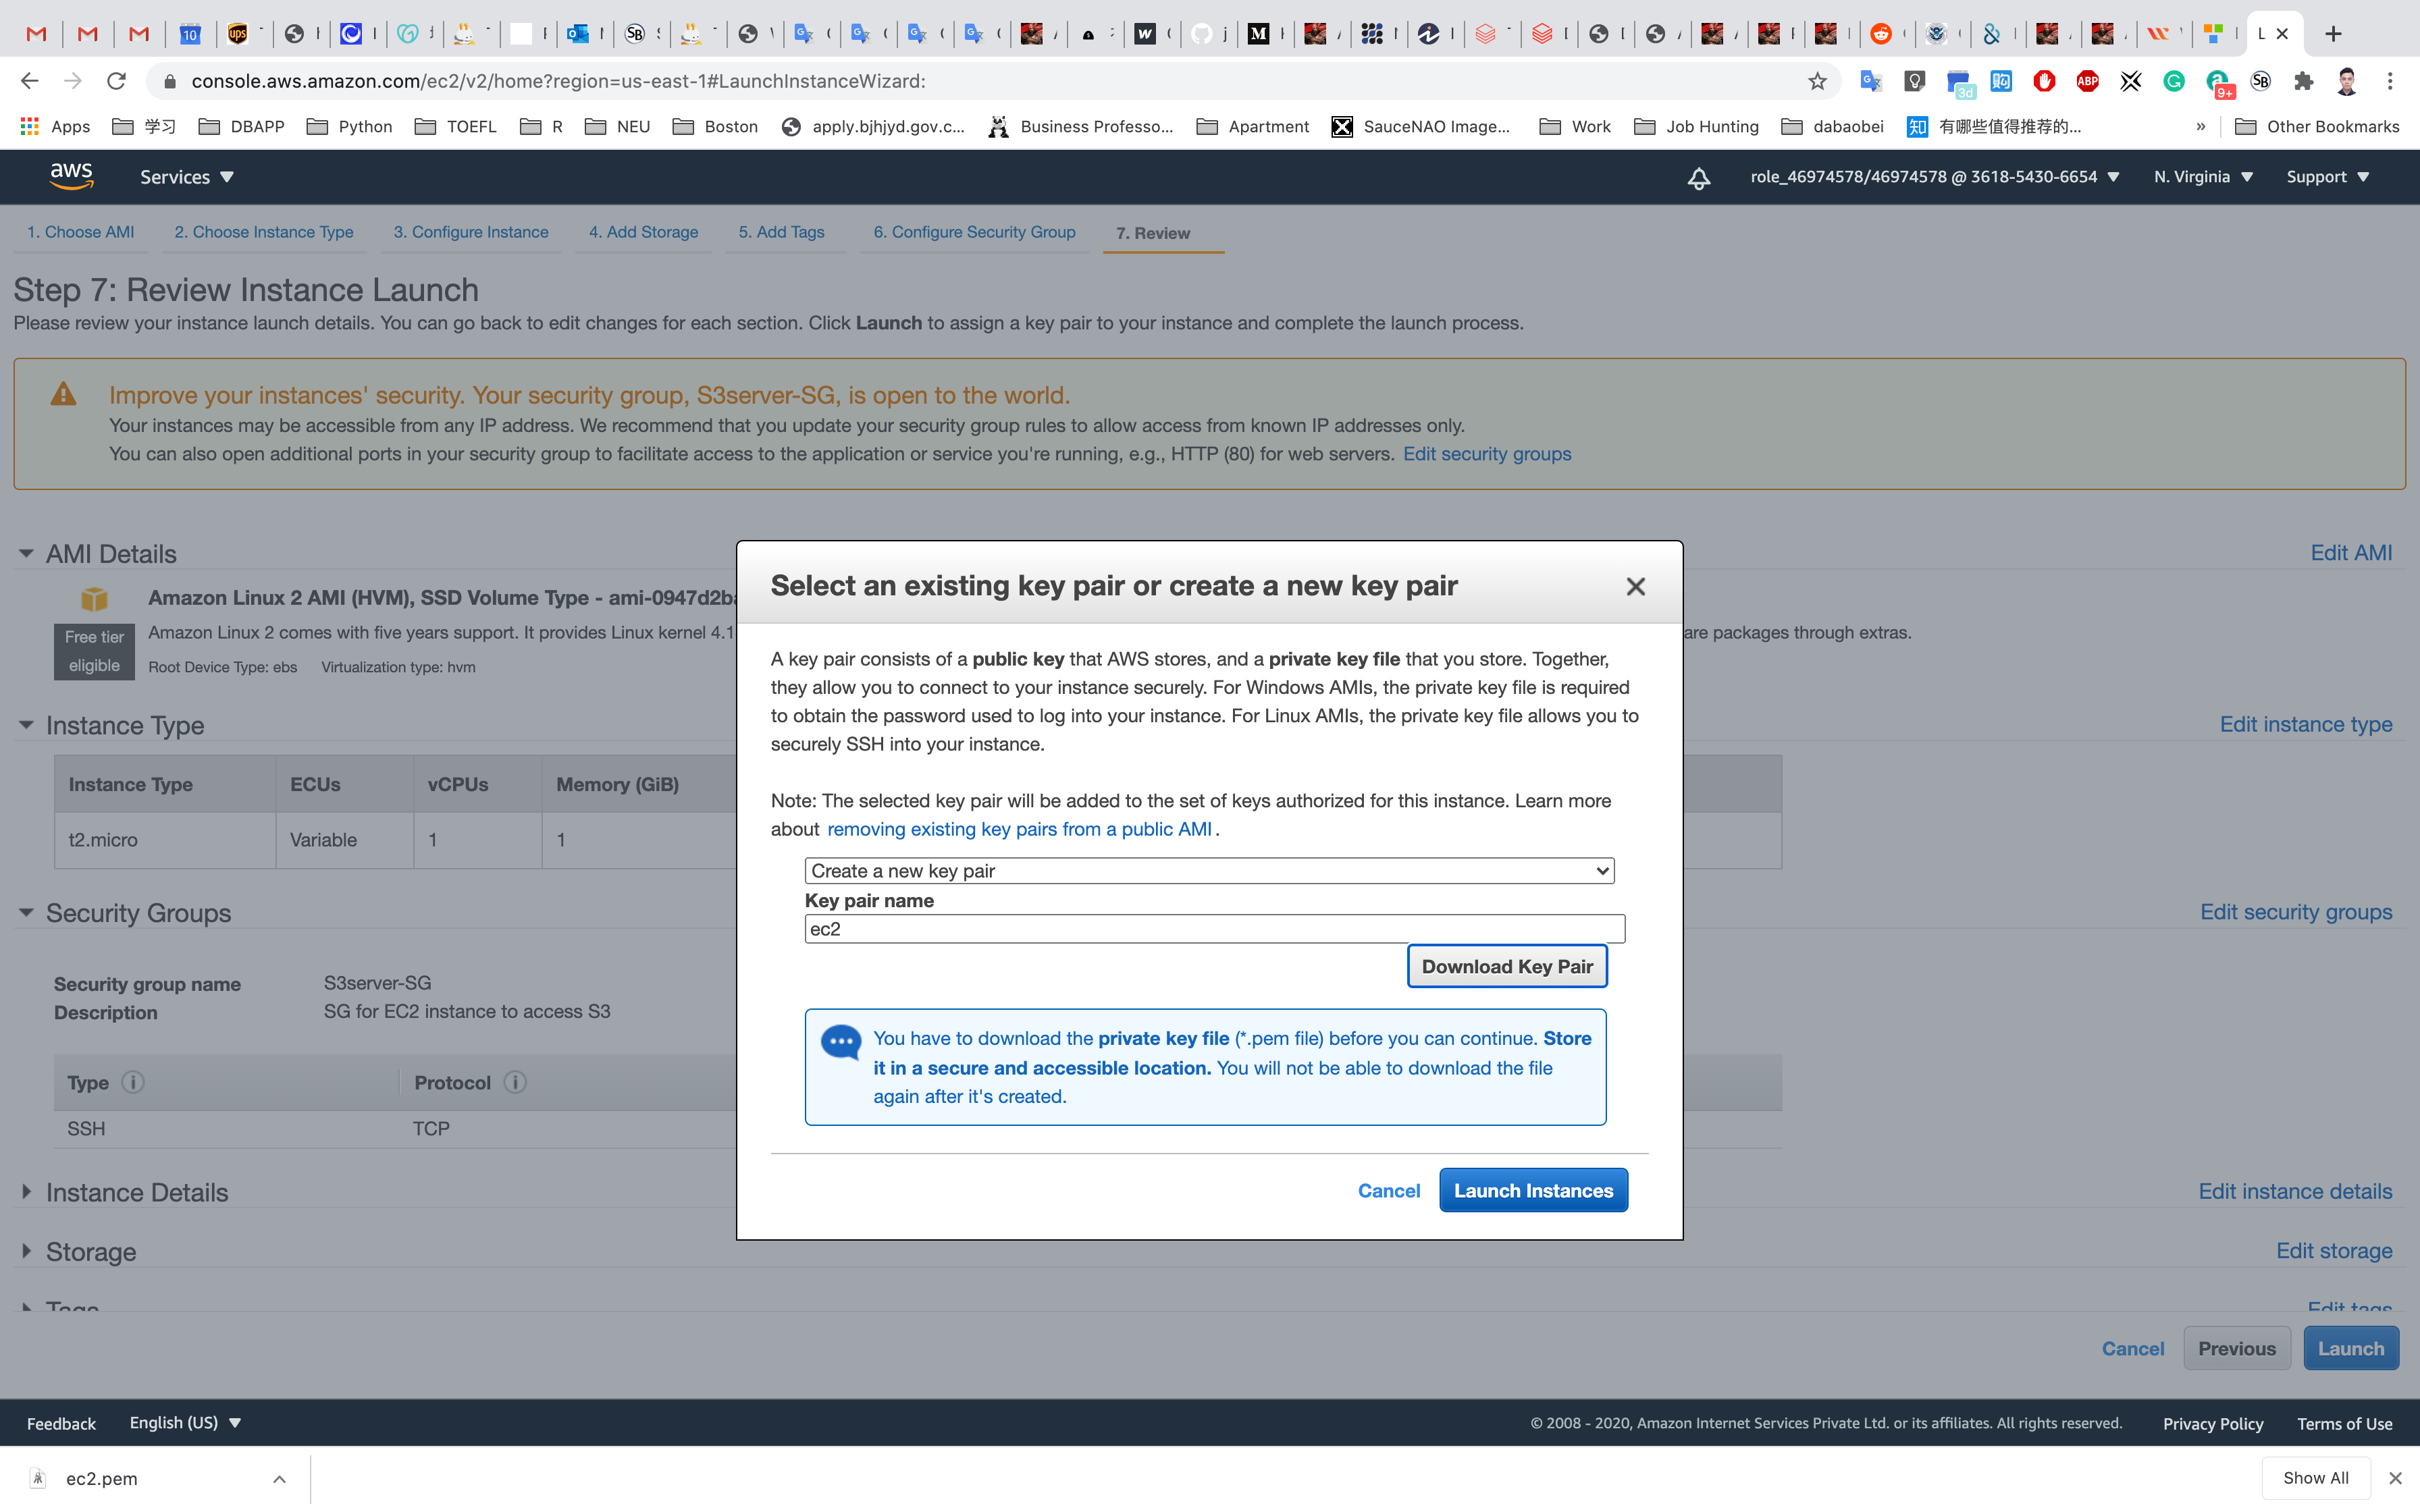 10
ups
SB
W
M
L
console.aws.amazon.com/ec2/v2/home?region=us-east-1#LaunchInstanceWizard:
3d
ABP
9+
SB
Apps
学习
DBAPP
Python
TOEFL
R
NEU
Boston
apply.bjhjyd.gov.c...
Business Professo...
Apartment
SauceNAO Image...
Work
Job Hunting
dabaobei
知
有哪些值得推荐的...
»
Other Bookmarks
aws
Services
role_46974578/46974578 @ 3618-5430-6654
N. Virginia
Support
1. Choose AMI
2. Choose Instance Type
3. Configure Instance
4. Add Storage
5. Add Tags
6. Configure Security Group
7. Review
Step 7: Review Instance Launch
Please review your instance launch details. You can go back to edit changes for each section. Click Launch to assign a key pair to your instance and complete the launch process.
Improve your instances' security. Your security group, S3server-SG, is open to the world.
Your instances may be accessible from any IP address. We recommend that you update your security group rules to allow access from known IP addresses only.
You can also open additional ports in your security group to facilitate access to the application or service you're running, e.g., HTTP (80) for web servers. Edit security groups
AMI Details
Edit AMI
Amazon Linux 2 AMI (HVM), SSD Volume Type - ami-0947d2ba
Free tier eligible
Amazon Linux 2 comes with five years support. It provides Linux kernel 4.1
are packages through extras.
Root Device Type: ebs
Virtualization type: hvm
Instance Type
Edit instance type
Instance Type
ECUs
vCPUs
Memory (GiB)
t2.micro
Variable
1
1
Security Groups
Edit security groups
Security group name
S3server-SG
Description
SG for EC2 instance to access S3
Type
Protocol
SSH
TCP
Instance Details
Edit instance details
Storage
Edit storage
Tags
Edit tags
Select an existing key pair or create a new key pair
A key pair consists of a public key that AWS stores, and a private key file that you store. Together,
they allow you to connect to your instance securely. For Windows AMIs, the private key file is required
to obtain the password used to log into your instance. For Linux AMIs, the private key file allows you to
securely SSH into your instance.
Note: The selected key pair will be added to the set of keys authorized for this instance. Learn more
about removing existing key pairs from a public AMI .
Create a new key pair
Key pair name
ec2
Download Key Pair
You have to download the private key file (*.pem file) before you can continue. Store
it in a secure and accessible location. You will not be able to download the file
again after it's created.
Cancel
Launch Instances
Cancel
Previous
Launch
Feedback
English (US)
© 2008 - 2020, Amazon Internet Services Private Ltd. or its affiliates. All rights reserved.
Privacy Policy
Terms of Use
ec2.pem
Show All